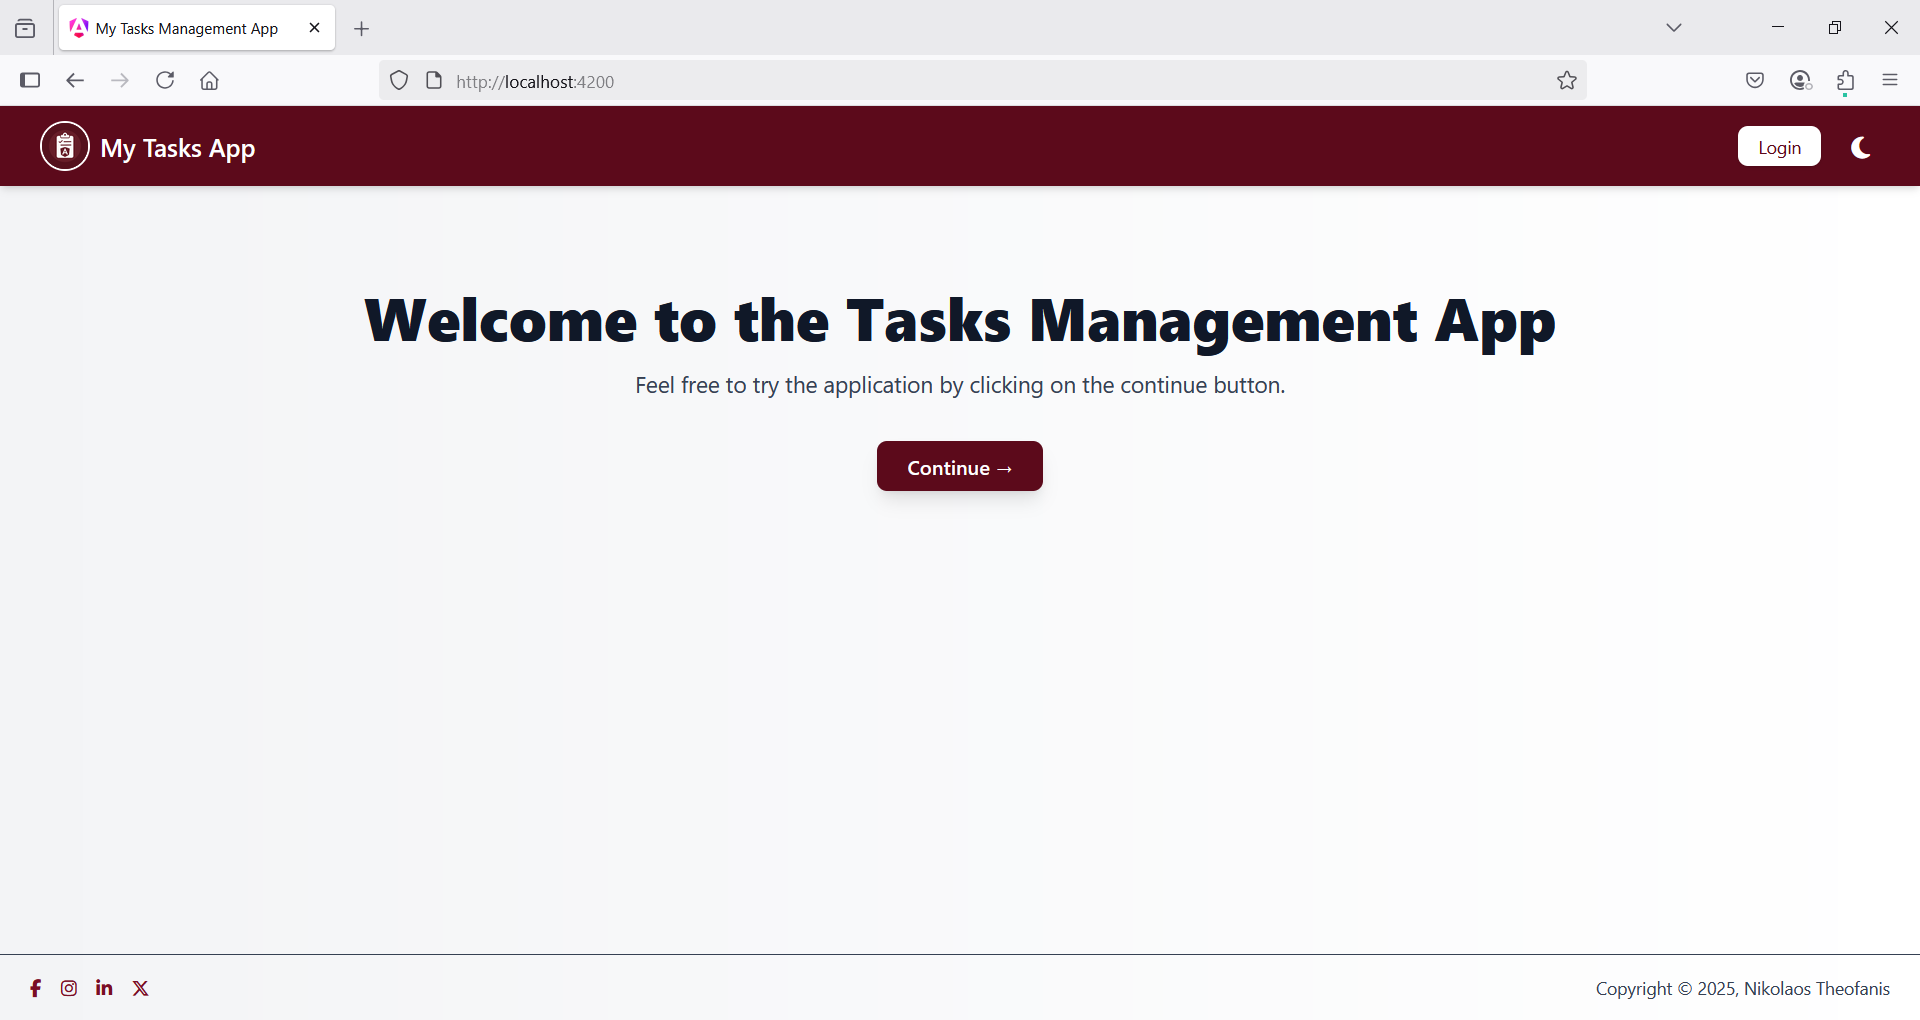 My Tasks Management App
http://localhost:4200
My Tasks App
Login
Welcome to the Tasks Management App
Feel free to try the application by clicking on the continue button.
Continue →
Copyright © 2025, Nikolaos Theofanis